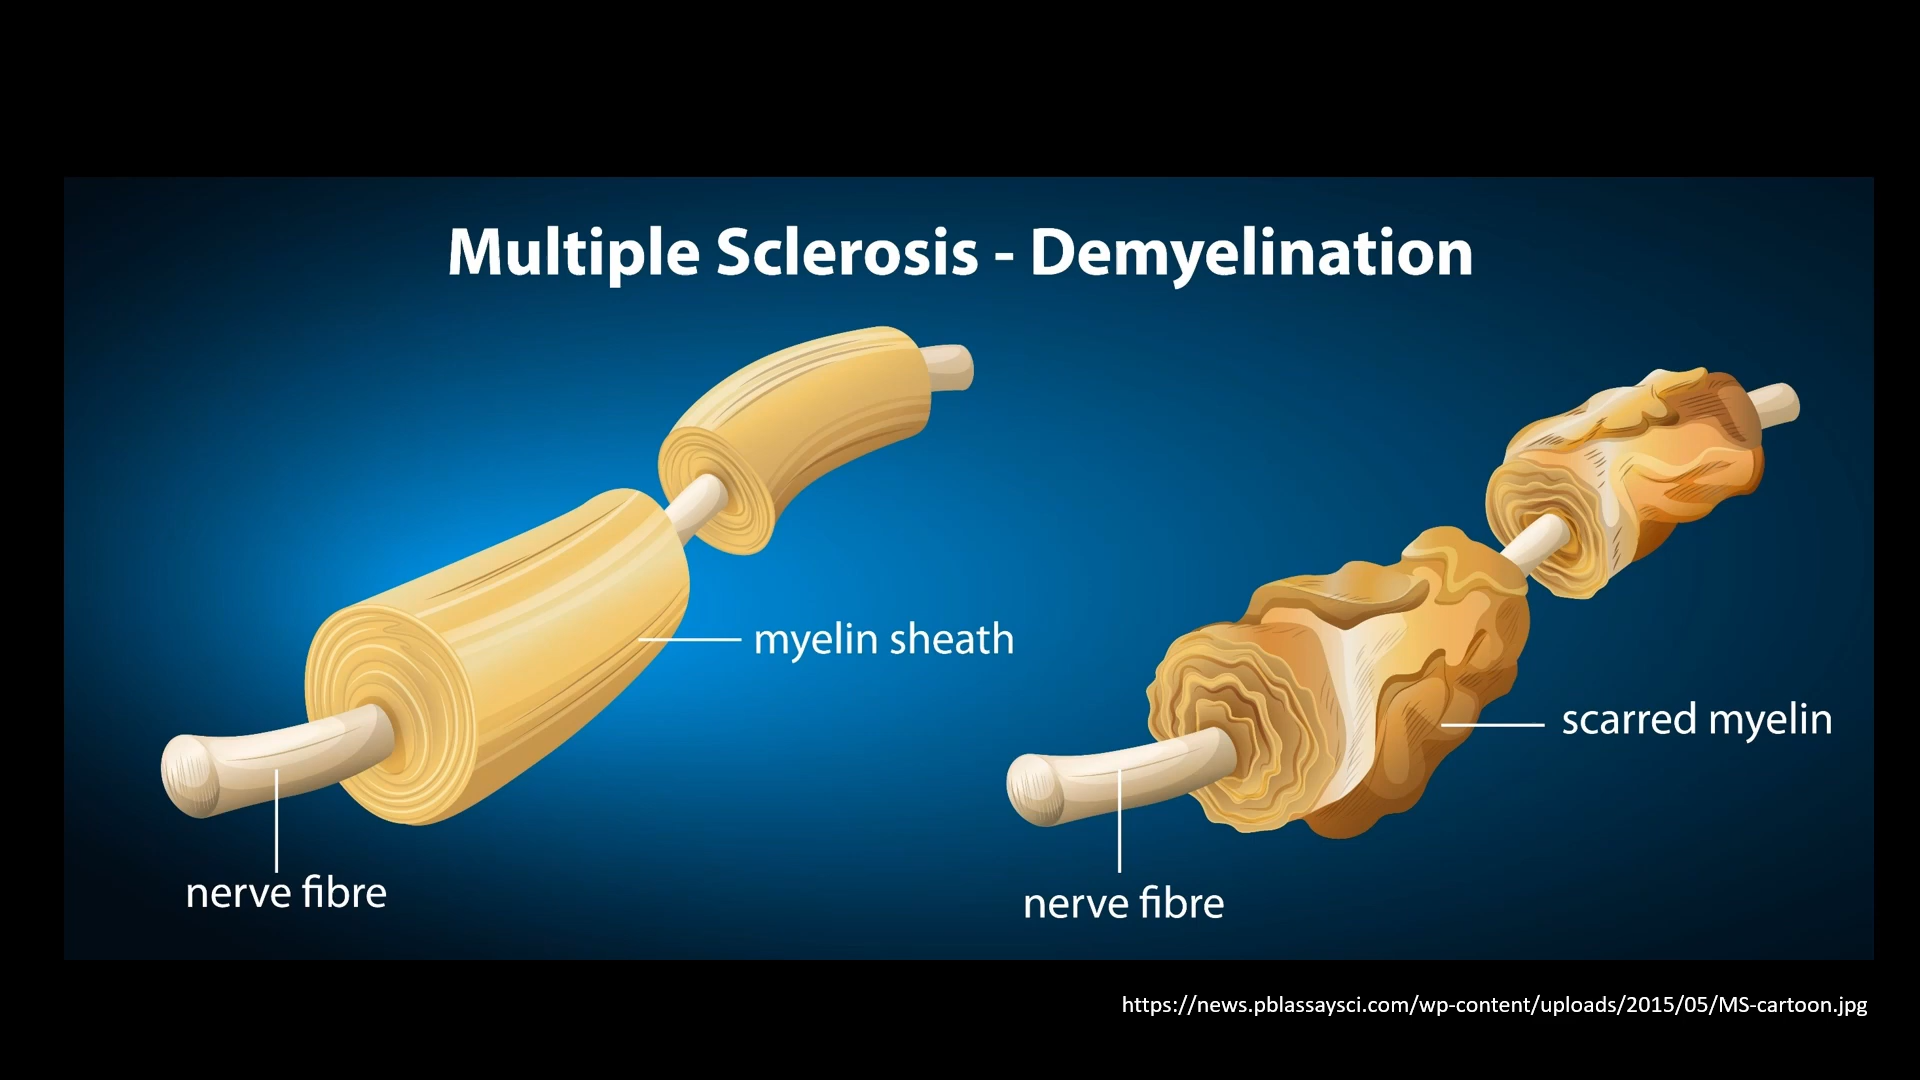 Multiple Sclerosis - Demyelination
myelin sheath
scarred myelin
nerve fibre
nerve fibre
https://news.pblassaysci.com/wp-content/uploads/2015/05/MS-cartoon.jpg